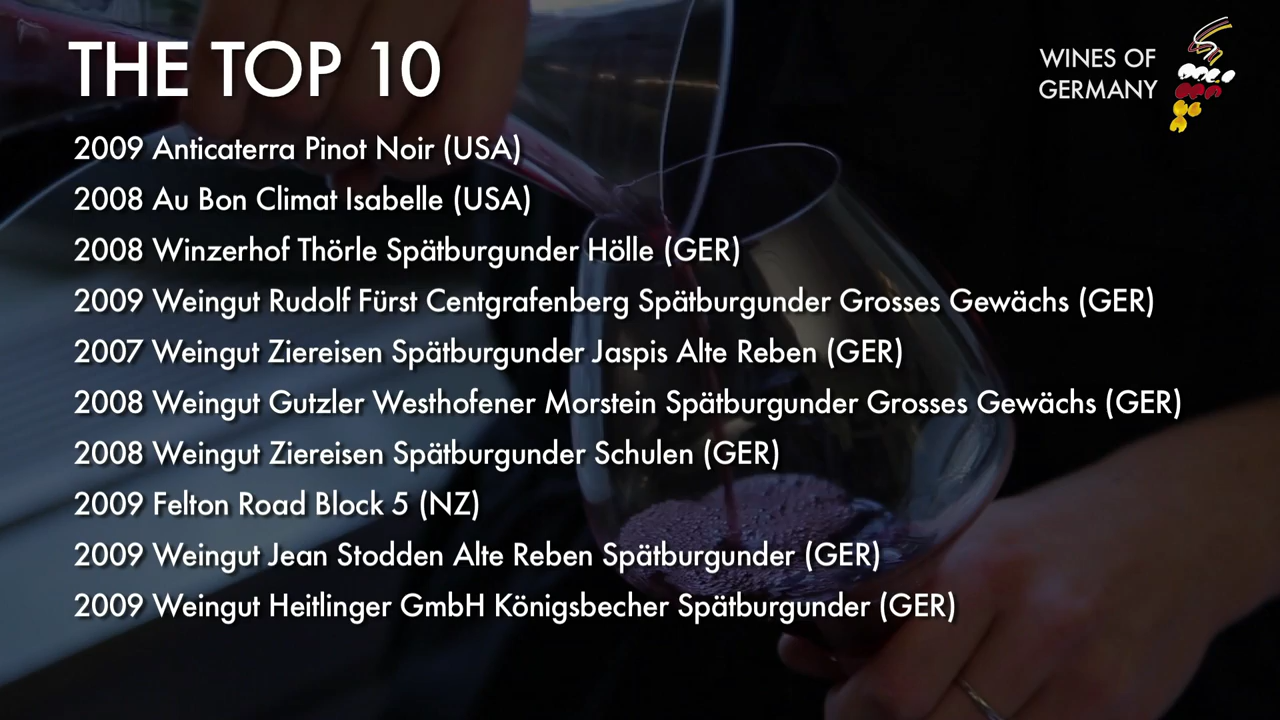 THE TOP 10
WINES OF
GERMANY
2009 Anticaterra Pinot Noir (USA)
2008 Au Bon Climat Isabelle (USA)
2008 Winzerhof Thörle Spätburgunder Hölle (GER)
2009 Weingut Rudolf Fürst Centgrafenberg Spätburgunder Grosses Gewächs (GER)
2007 Weingut Ziereisen Spätburgunder Jaspis Alte Reben (GER)
2008 Weingut Gutzler Westhofener Morstein Spätburgunder Grosses Gewächs (GER)
2008 Weingut Ziereisen Spätburgunder Schulen (GER)
2009 Felton Road Block 5 (NZ)
2009 Weingut Jean Stodden Alte Reben Spätburgunder (GER)
2009 Weingut Heitlinger GmbH Königsbecher Spätburgunder (GER)